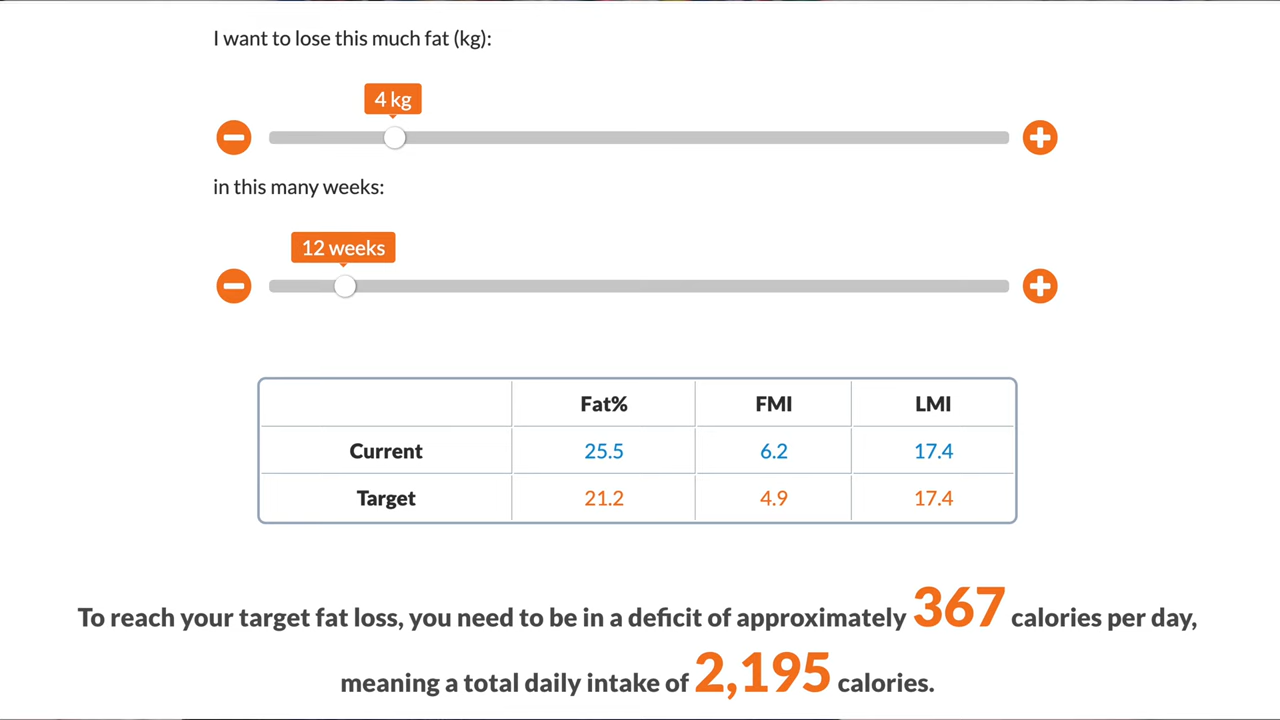 I want to lose this much fat (kg):
4 kg
in this many weeks:
12 weeks
Fat% FMI LMI
Current 25.5 6.2 17.4
Target 21.2 4.9 17.4
To reach your target fat loss, you need to be in a deficit of approximately 367 calories per day,
meaning a total daily intake of 2,195 calories.